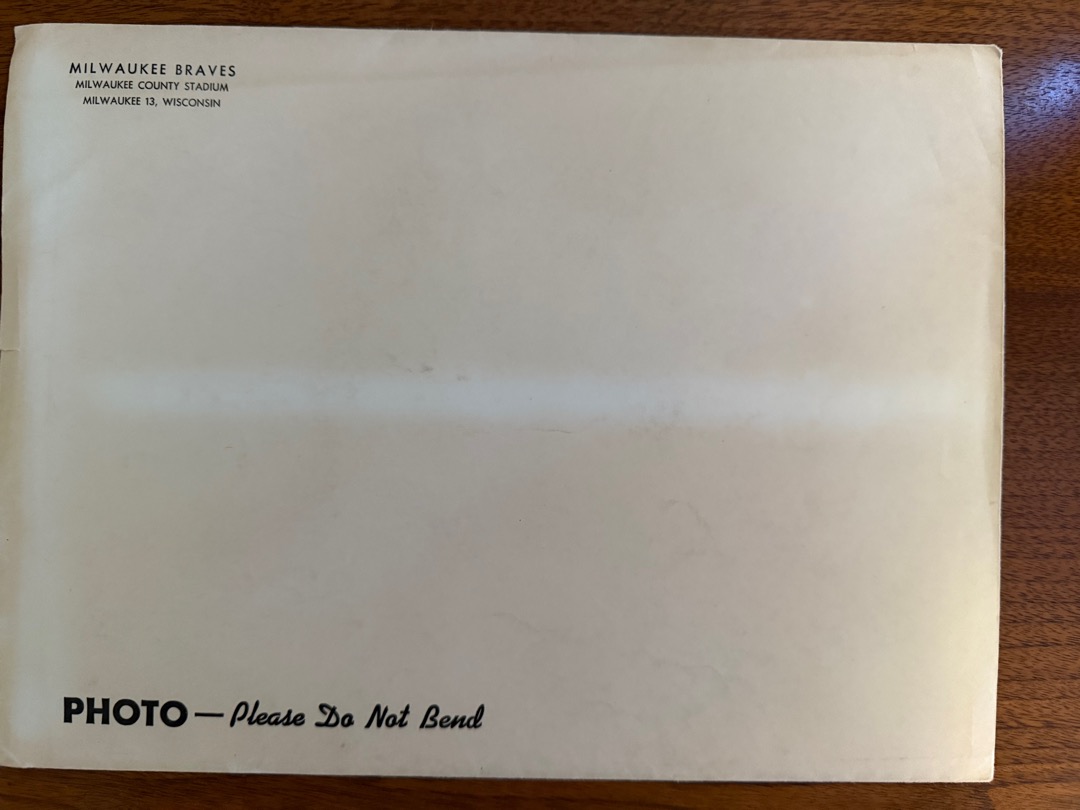 MILWAUKEE BRAVES
MILWAUKEE COUNTY STADIUM
MILWAUKEE 13, WISCONSIN
PHOTO — Please Do Not Bend